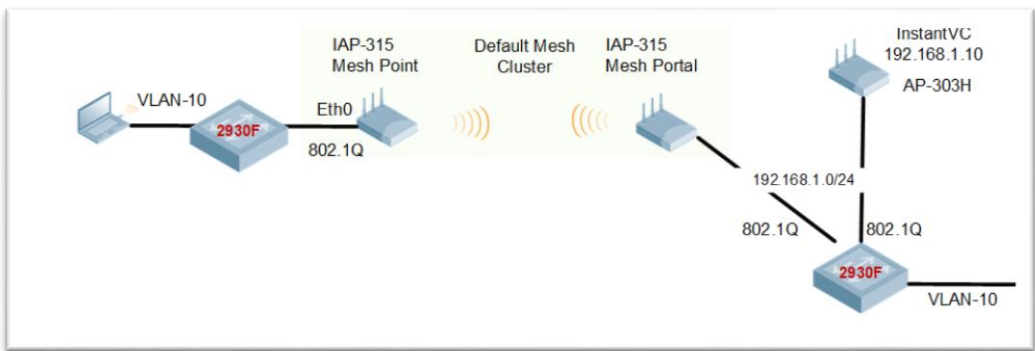 InstantVC
192.168.1.10
AP-303H
IAP-315
Mesh Point
Default Mesh
Cluster
IAP-315
Mesh Portal
VLAN-10
Eth0
2930F
802.1Q
192.168.1.0/24
802.1Q
802.1Q
2930F
VLAN-10